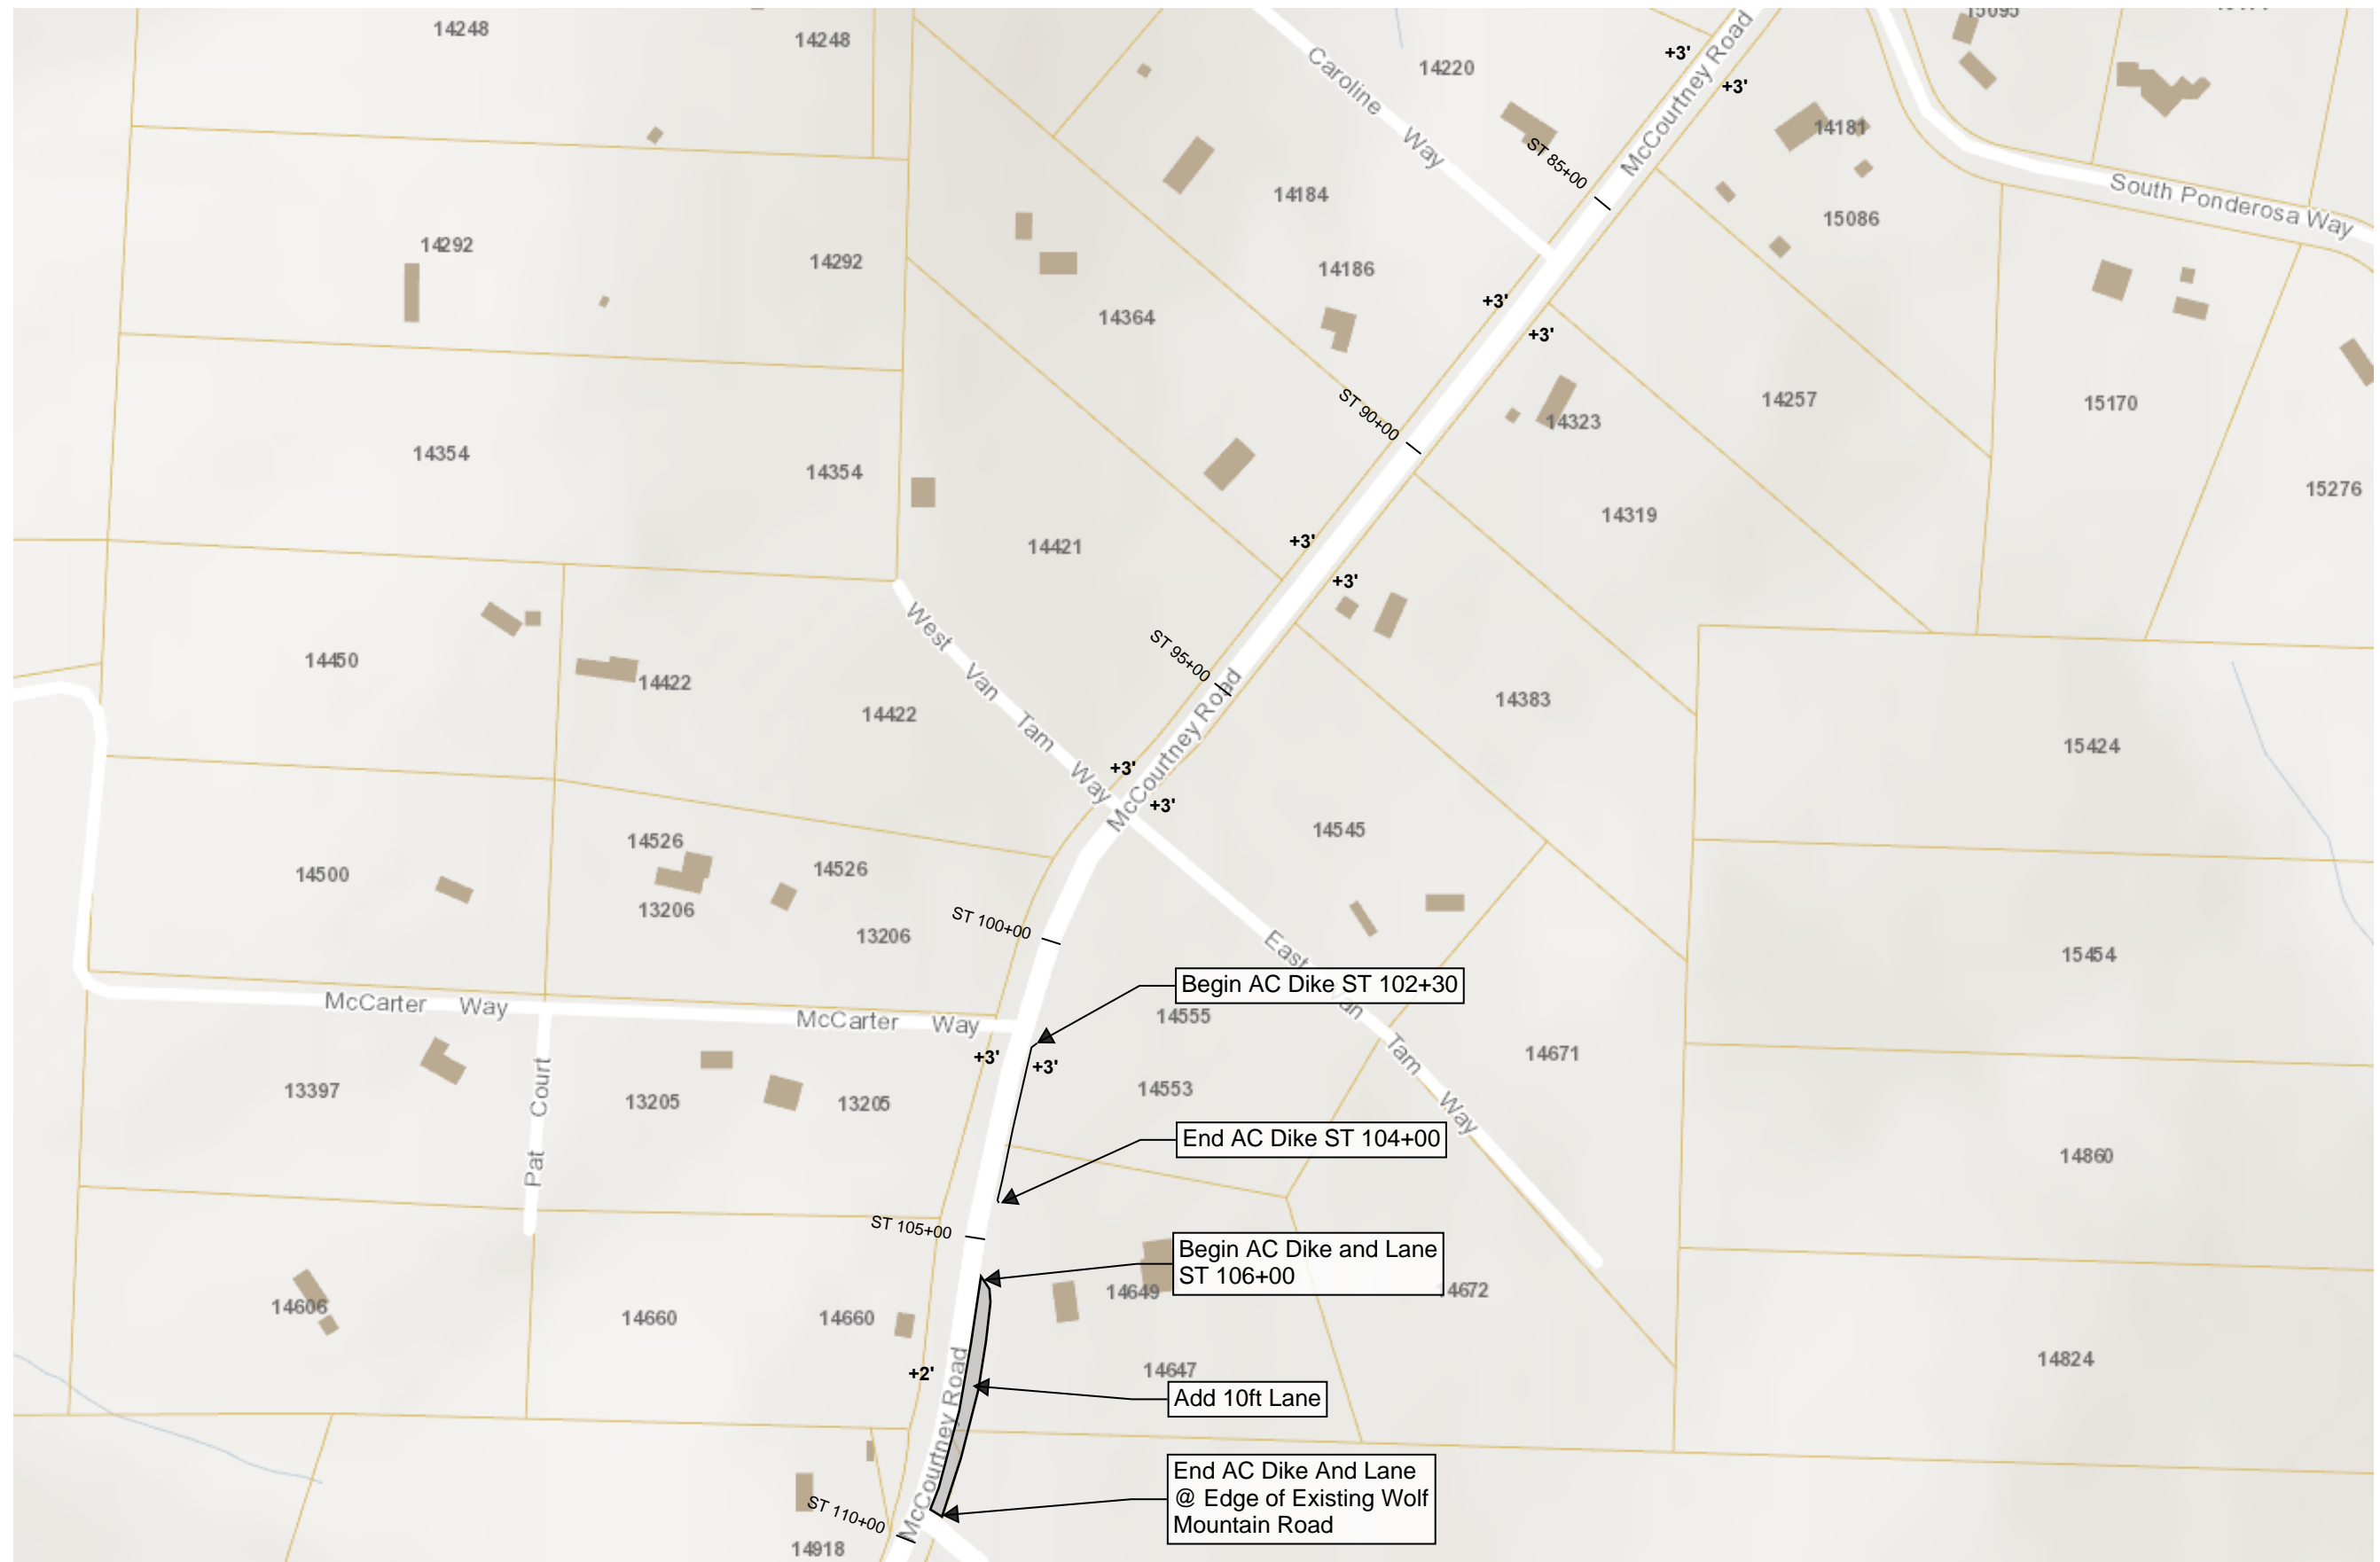 14248
14248
Caroline Way
14220
+3'
McCourtney Road
+3'
15095
14181
South Ponderosa Way
ST 85+00
14184
15086
14292
14292
14186
14364
+3'
+3'
14257
15170
14323
ST 90+00
14354
14354
15276
14319
14421
+3'
+3'
West Van Tam Way
14450
14422
14422
ST 95+00
McCourtney Road
14383
15424
+3'
+3'
14545
14526
14526
14500
13206
13206
ST 100+00
East Van Tam Way
15454
Begin AC Dike ST 102+30
McCarter Way
McCarter Way
14555
+3'
+3'
14671
13397
Pat Court
13205
13205
14553
End AC Dike ST 104+00
14860
ST 105+00
Begin AC Dike and Lane
ST 106+00
14606
14660
14660
14649
14672
+2'
McCourtney Road
14647
14824
Add 10ft Lane
End AC Dike And Lane
@ Edge of Existing Wolf
Mountain Road
ST 110+00
14918